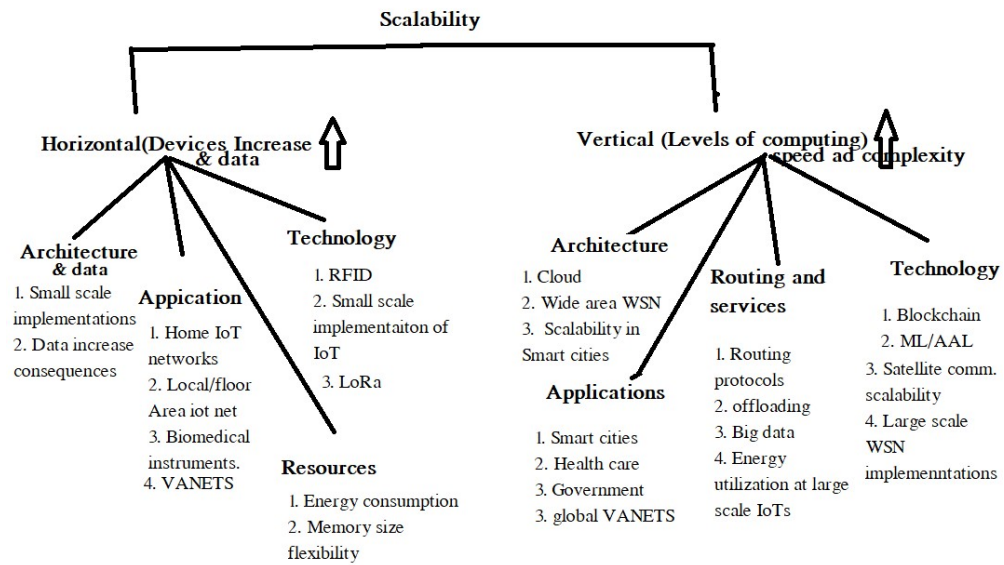 Scalability
Horizontal(Devices Increase
& data
Architecture
& data
1. Small scale
implementations
2. Data increase
consequences
Appication
1. Home IoT
networks
2. Local/floor
Area iot net
3. Biomedical
instruments.
4. VANETS
Resources
1. Energy consumption
2. Memory size
flexibility
Technology
1. RFID
2. Small scale
implementaiton of
IoT
3. LoRa
Vertical (Levels of computing)
speed ad complexity
Architecture
1. Cloud
2. Wide area WSN
3. Scalability in
Smart cities
Applications
1. Smart cities
2. Health care
3. Government
3. global VANETS
Routing and
services
1. Routing
protocols
2. offloading
3. Big data
4. Energy
utilization at large
scale IoTs
Technology
1. Blockchain
2. ML/AAL
3. Satellite comm.
scalability
4. Large scale
WSN
implemenntations